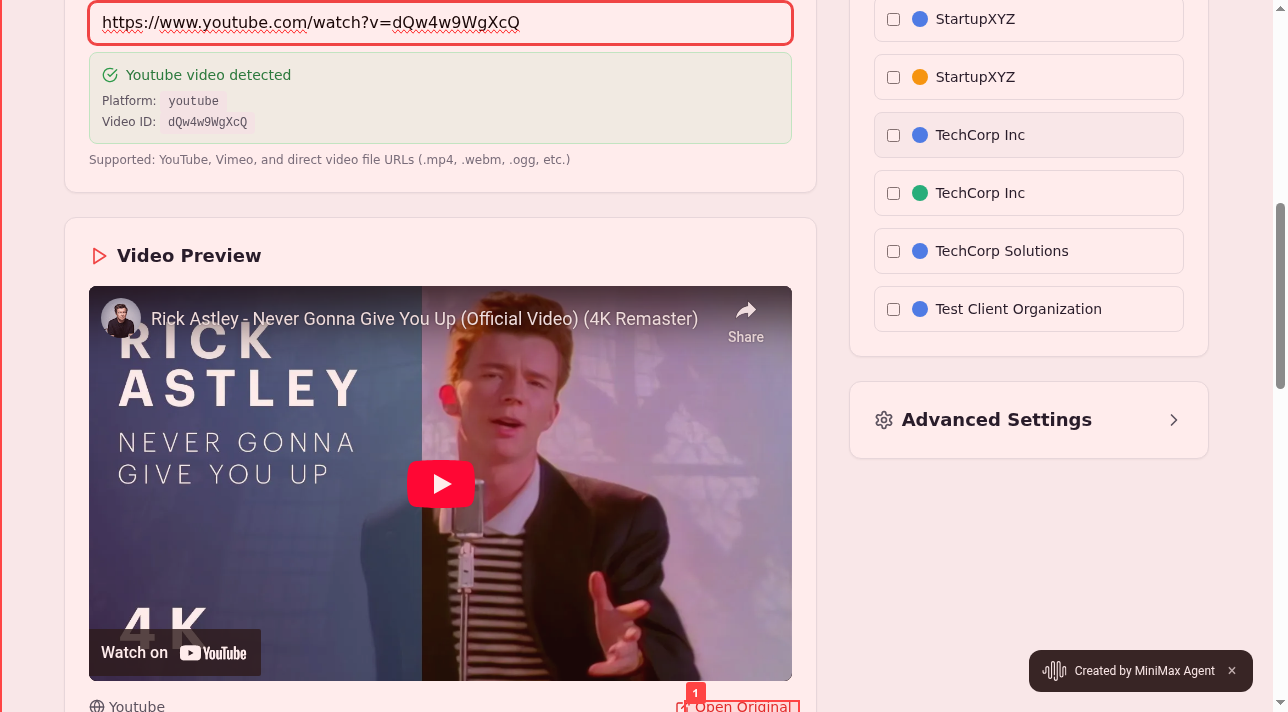 https://www.youtube.com/watch?v=dQw4w9WgXcQ
Youtube video detected
Platform: youtube
Video ID: dQw4w9WgXcQ
Supported: YouTube, Vimeo, and direct video file URLs (.mp4, .webm, .ogg, etc.)
Video Preview
Rick Astley - Never Gonna Give You Up (Official Video) (4K Remaster)
Share
RICK
ASTLEY
NEVER GONNA
GIVE YOU UP
4K
Watch on YouTube
Youtube
1
Open Original
StartupXYZ
StartupXYZ
TechCorp Inc
TechCorp Inc
TechCorp Solutions
Test Client Organization
Advanced Settings
Created by MiniMax Agent ×